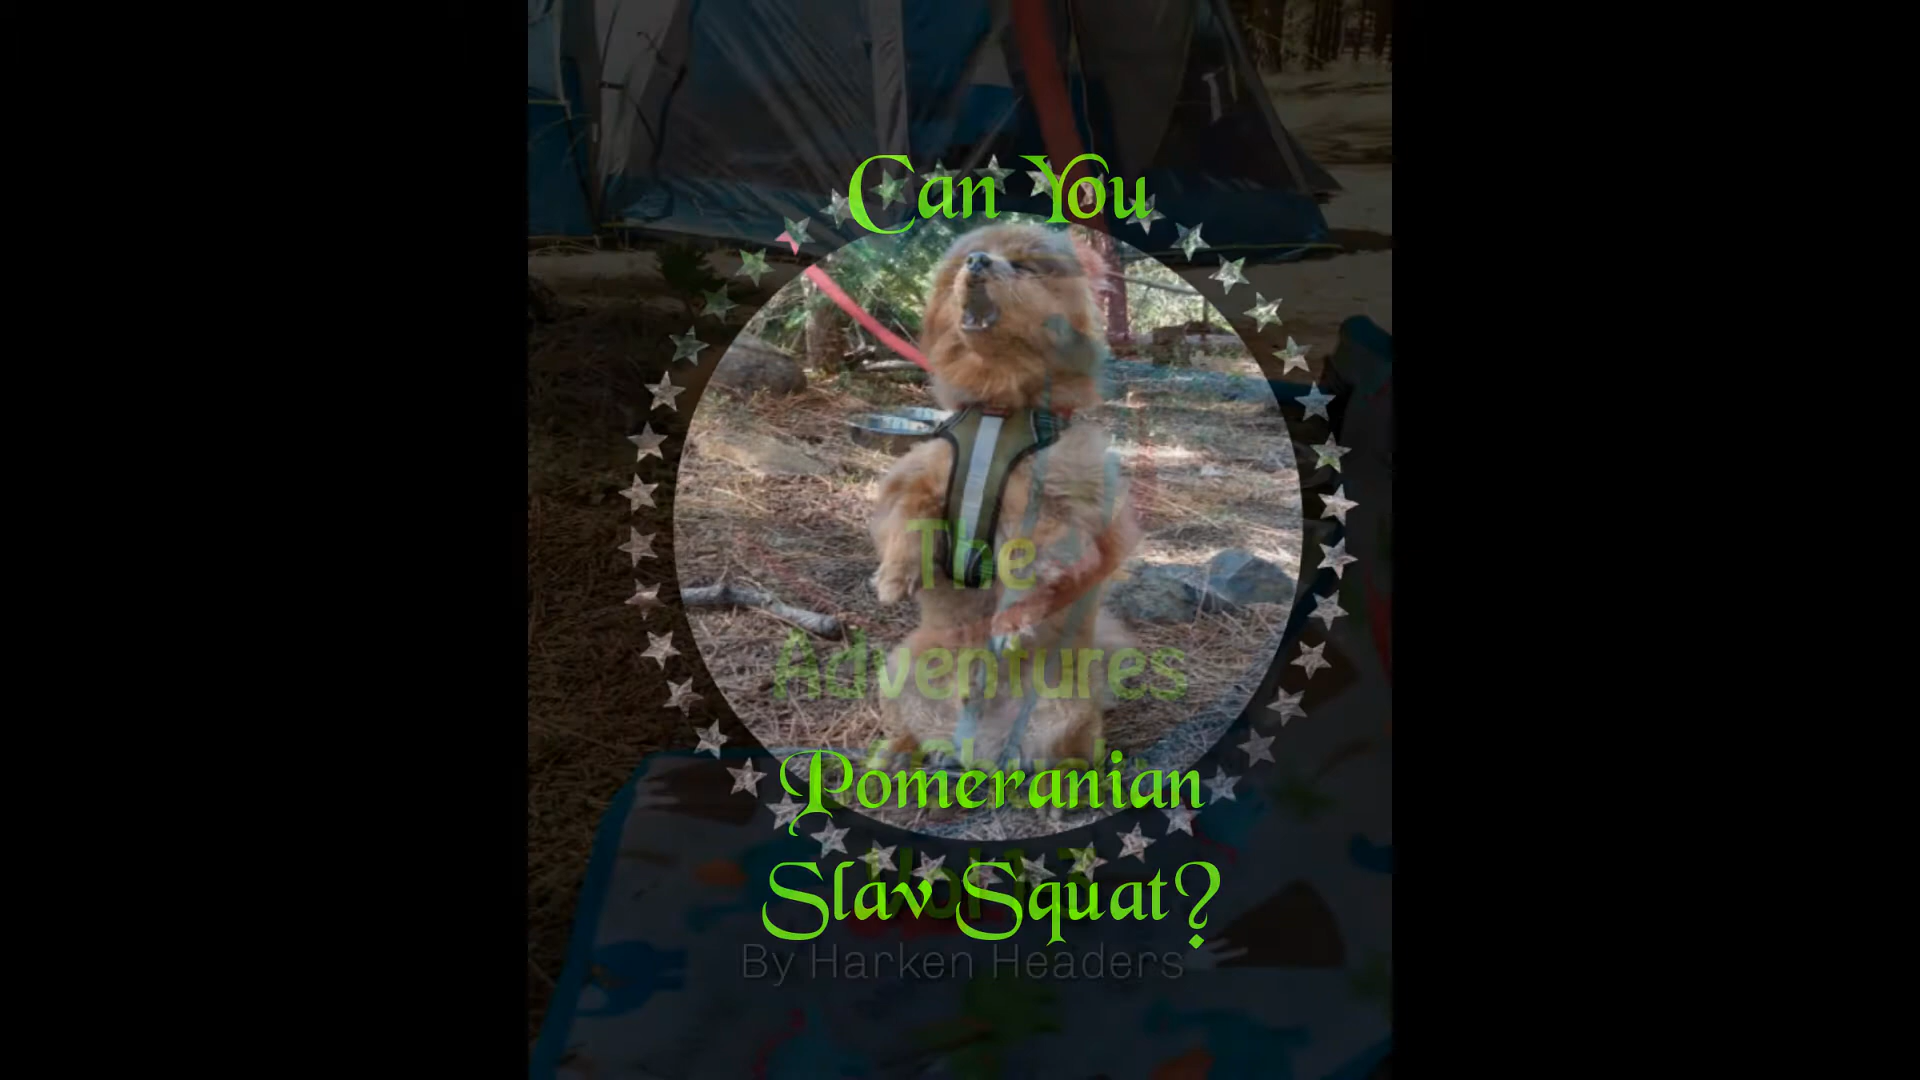 Can You
The
Adventures
Pomeranian
Slav Squat?
By Harken Headers